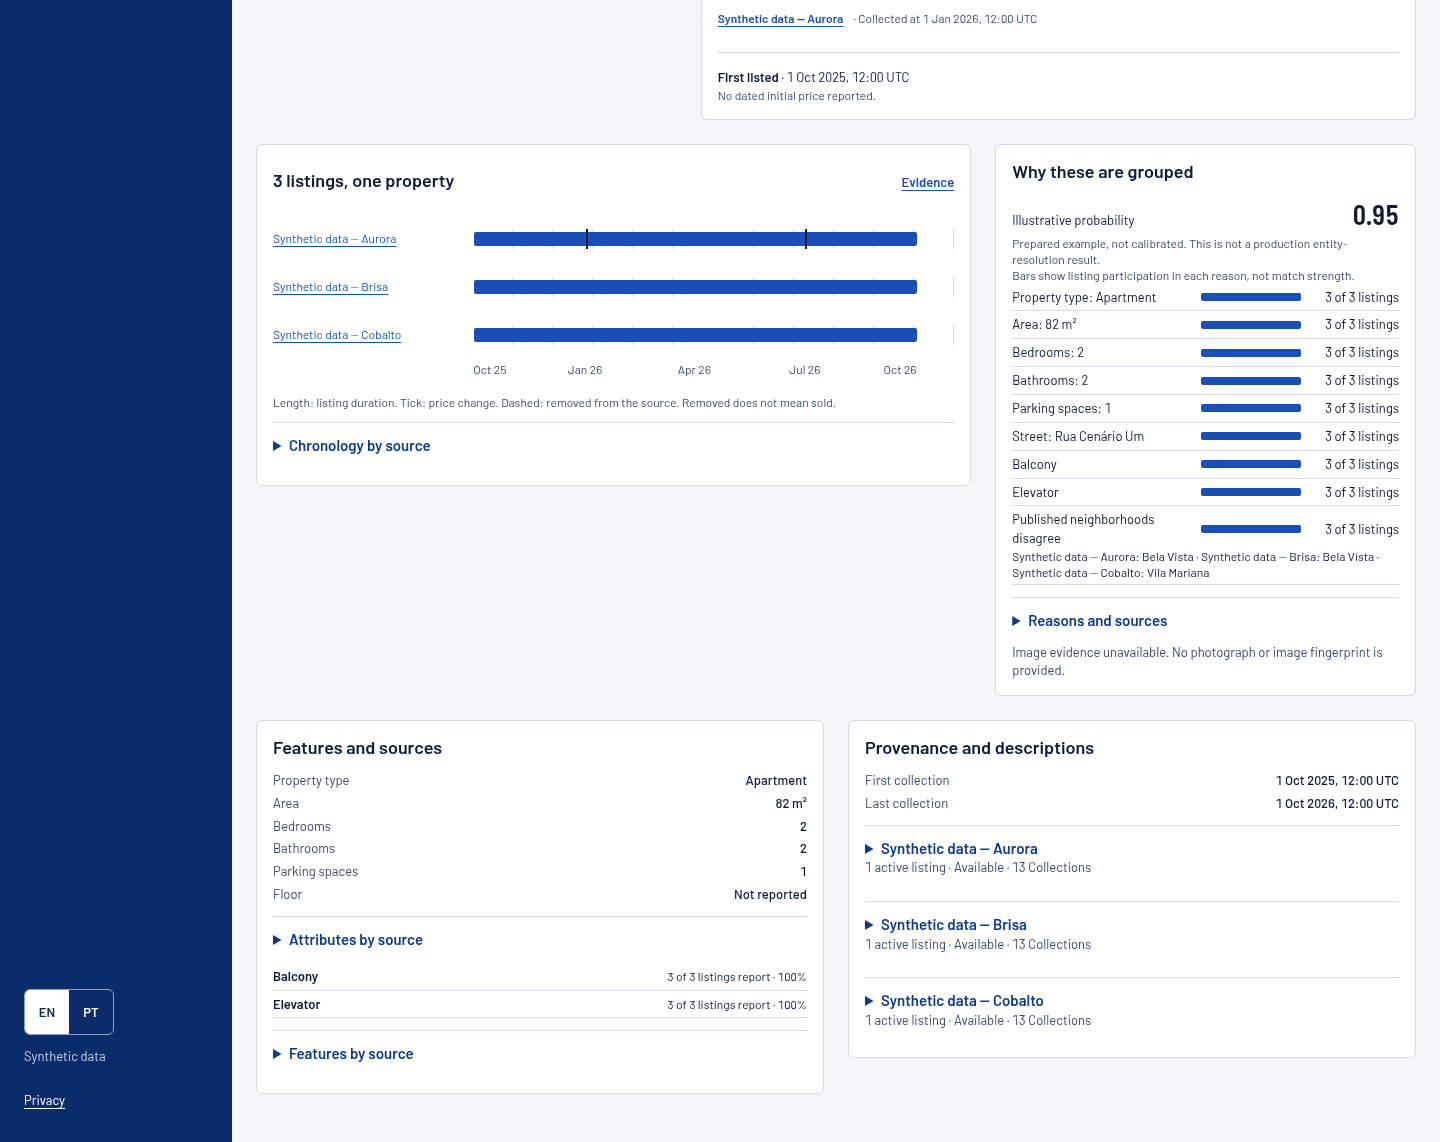 Synthetic data — Aurora · Collected at 1 Jan 2026, 12:00 UTC
First listed · 1 Oct 2025, 12:00 UTC
No dated initial price reported.
3 listings, one property
Evidence
Synthetic data — Aurora
Synthetic data — Brisa
Synthetic data — Cobalto
Oct 25 Jan 26 Apr 26 Jul 26 Oct 26
Length: listing duration. Tick: price change. Dashed: removed from the source. Removed does not mean sold.
Chronology by source
Why these are grouped
Illustrative probability 0.95
Prepared example, not calibrated. This is not a production entity-
resolution result.
Bars show listing participation in each reason, not match strength.
Property type: Apartment 3 of 3 listings
Area: 82 m² 3 of 3 listings
Bedrooms: 2 3 of 3 listings
Bathrooms: 2 3 of 3 listings
Parking spaces: 1 3 of 3 listings
Street: Rua Cenário Um 3 of 3 listings
Balcony 3 of 3 listings
Elevator 3 of 3 listings
Published neighborhoods
disagree 3 of 3 listings
Synthetic data — Aurora: Bela Vista · Synthetic data — Brisa: Bela Vista ·
Synthetic data — Cobalto: Vila Mariana
Reasons and sources
Image evidence unavailable. No photograph or image fingerprint is
provided.
Features and sources
Property type Apartment
Area 82 m²
Bedrooms 2
Bathrooms 2
Parking spaces 1
Floor Not reported
Attributes by source
Balcony 3 of 3 listings report · 100%
Elevator 3 of 3 listings report · 100%
Features by source
Provenance and descriptions
First collection 1 Oct 2025, 12:00 UTC
Last collection 1 Oct 2026, 12:00 UTC
Synthetic data — Aurora
1 active listing · Available · 13 Collections
Synthetic data — Brisa
1 active listing · Available · 13 Collections
Synthetic data — Cobalto
1 active listing · Available · 13 Collections
EN PT
Synthetic data
Privacy